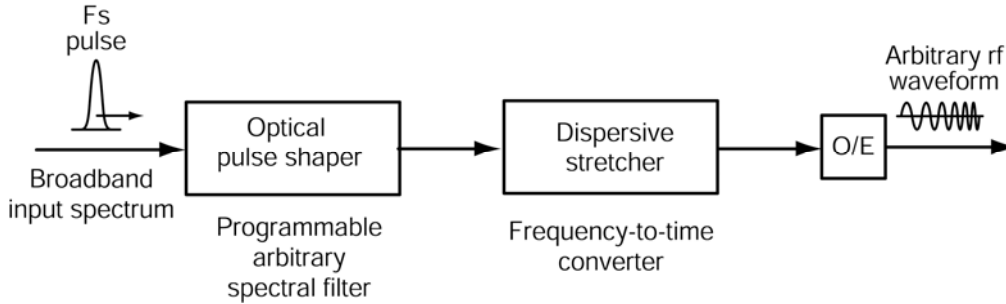 Fs
pulse
Broadband
input spectrum
Optical
pulse shaper
Programmable
arbitrary
spectral filter
Dispersive
stretcher
Frequency-to-time
converter
O/E
Arbitrary rf
waveform